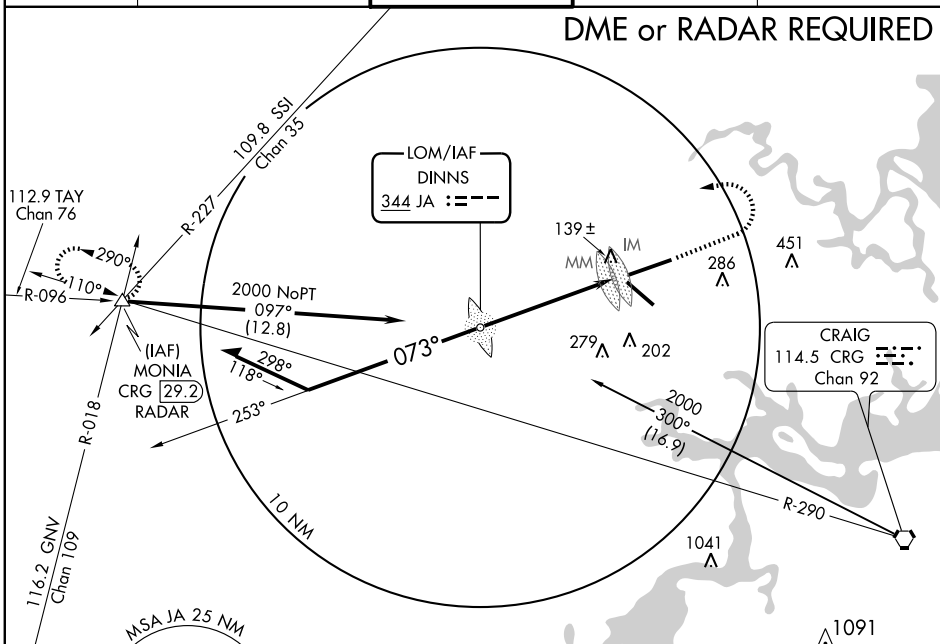 DME or RADAR REQUIRED
109.8 SSI
Chan 35
R-227
LOM/IAF
DINNS
344 JA
112.9 TAY
Chan 76
R-096
290°
110°
2000 NoPT
097°
(12.8)
139 ±
IM
MM
286
451
(IAF)
MONIA
CRG 29.2
RADAR
298°
118°
073°
253°
279
202
CRAIG
114.5 CRG
Chan 92
2000
300°
(16.9)
R-018
R-290
10 NM
116.2 GNV
Chan 109
1041
MSA JA 25 NM
1091